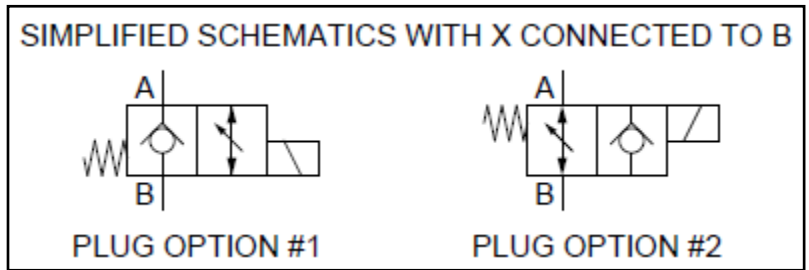 SIMPLIFIED SCHEMATICS WITH X CONNECTED TO B
A A
B B
PLUG OPTION #1 PLUG OPTION #2